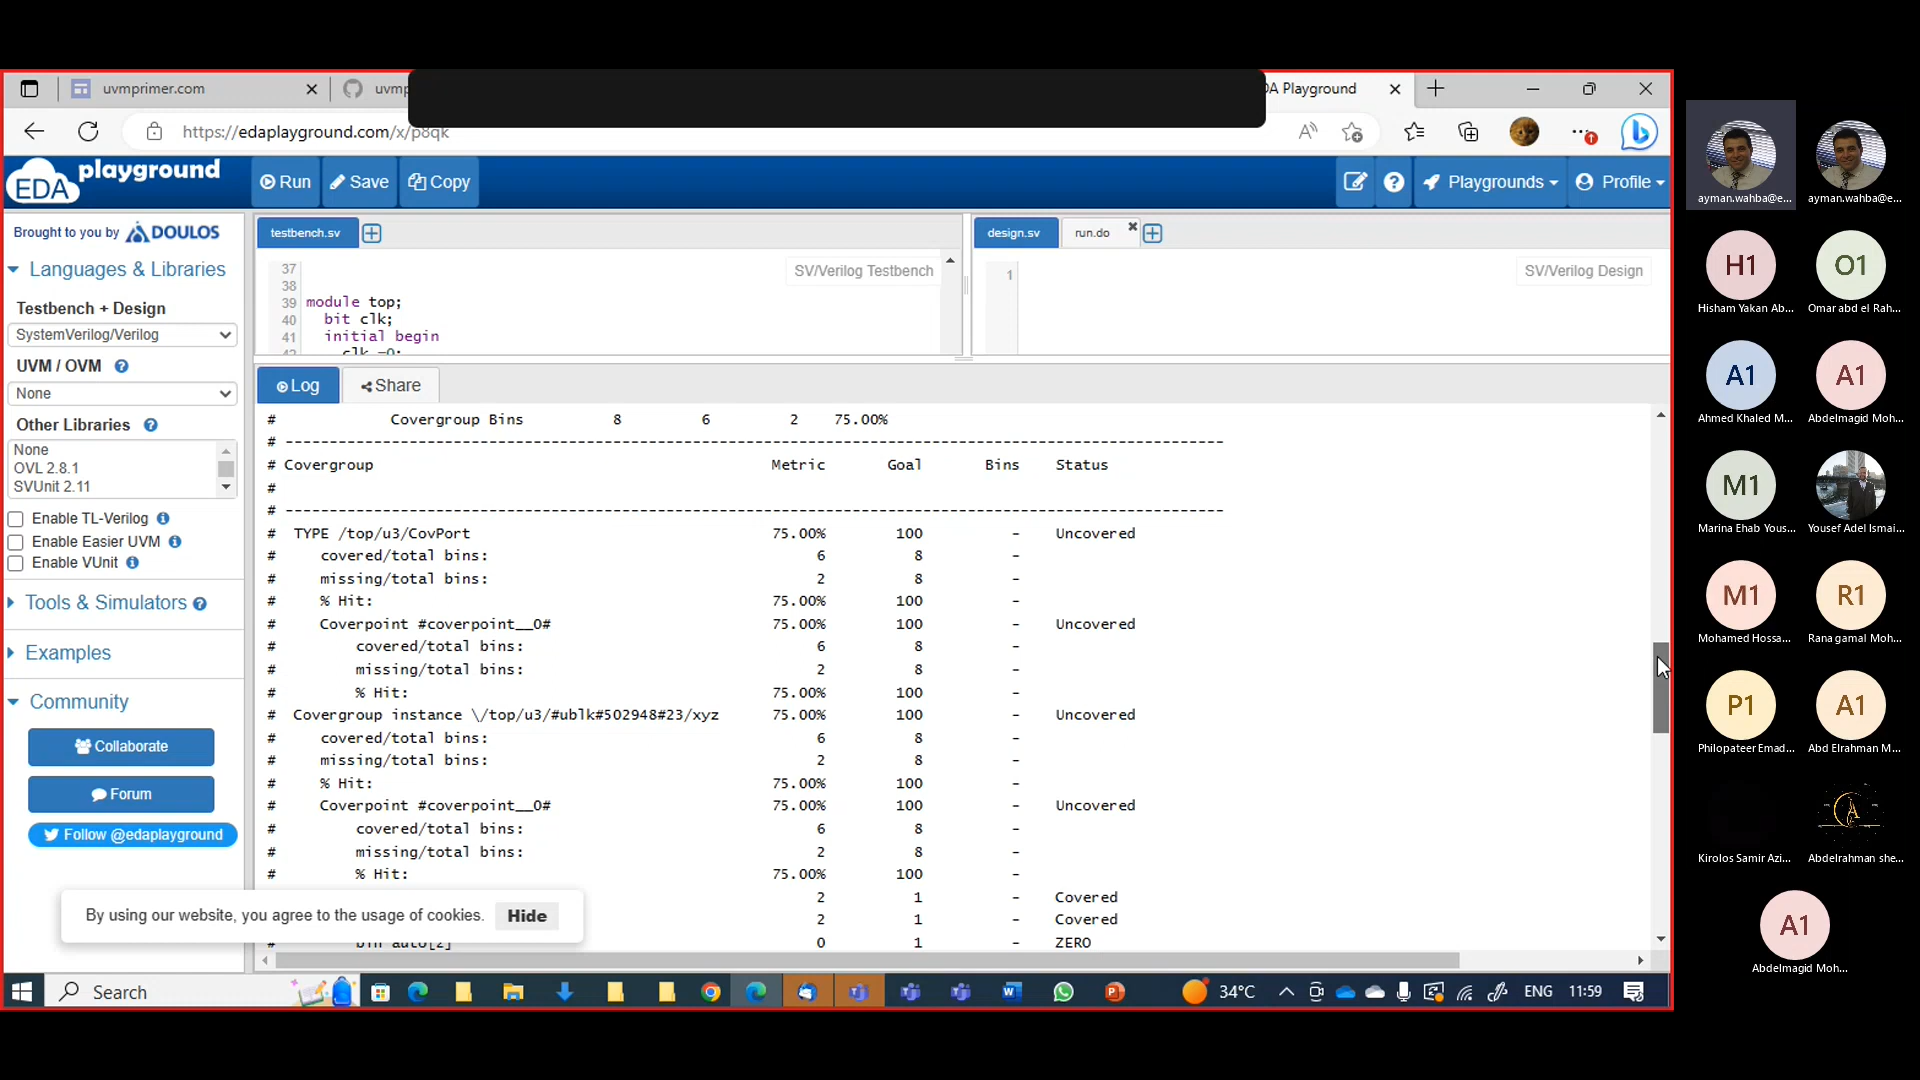 uvmprimer.com
uvmp
DA Playground
https://edaplayground.com/x/p8qk
EDA playground
Run
Save
Copy
Playgrounds
Profile
Brought to you by DOULOS
Languages & Libraries
Testbench + Design
SystemVerilog/Verilog
UVM / OVM
None
Other Libraries
None
OVL 2.8.1
SVUnit 2.11
Enable TL-Verilog
Enable Easier UVM
Enable VUnit
Tools & Simulators
Examples
Community
Collaborate
Forum
Follow @edaplayground
testbench.sv
SV/Verilog Testbench
37
38
39 module top;
40 bit clk;
41 initial begin
42 clk =0;
design.sv
run.do
1
SV/Verilog Design
Log
Share
# Covergroup Bins 8 6 2 75.00%
# ----------------------------------------------------------------------------------------------------------
# Covergroup Metric Goal Bins Status
#
# ----------------------------------------------------------------------------------------------------------
# TYPE /top/u3/CovPort 75.00% 100 - Uncovered
# covered/total bins: 6 8 -
# missing/total bins: 2 8 -
# % Hit: 75.00% 100 -
# Coverpoint #coverpoint__0# 75.00% 100 - Uncovered
# covered/total bins: 6 8 -
# missing/total bins: 2 8 -
# % Hit: 75.00% 100 -
# Covergroup instance \/top/u3/#ublk#502948#23/xyz 75.00% 100 - Uncovered
# covered/total bins: 6 8 -
# missing/total bins: 2 8 -
# % Hit: 75.00% 100 -
# Coverpoint #coverpoint__0# 75.00% 100 - Uncovered
# covered/total bins: 6 8 -
# missing/total bins: 2 8 -
# % Hit: 75.00% 100 -
2 1 - Covered
2 1 - Covered
# bin auto[2] 0 1 - ZERO
By using our website, you agree to the usage of cookies. Hide
Search
34°C
ENG
11:59
ayman.wahba@e...
ayman.wahba@e...
H1
Hisham Yakan Ab...
O1
Omar abd el Rah...
A1
Ahmed Khaled M...
A1
Abdelmagid Moh...
M1
Marina Ehab Yous...
Yousef Adel Ismai...
M1
Mohamed Hossa...
R1
Rana gamal Moh...
P1
Philopateer Emad...
A1
Abd Elrahman M...
Kirolos Samir Azi...
A
Abdelrahman she...
A1
Abdelmagid Moh...